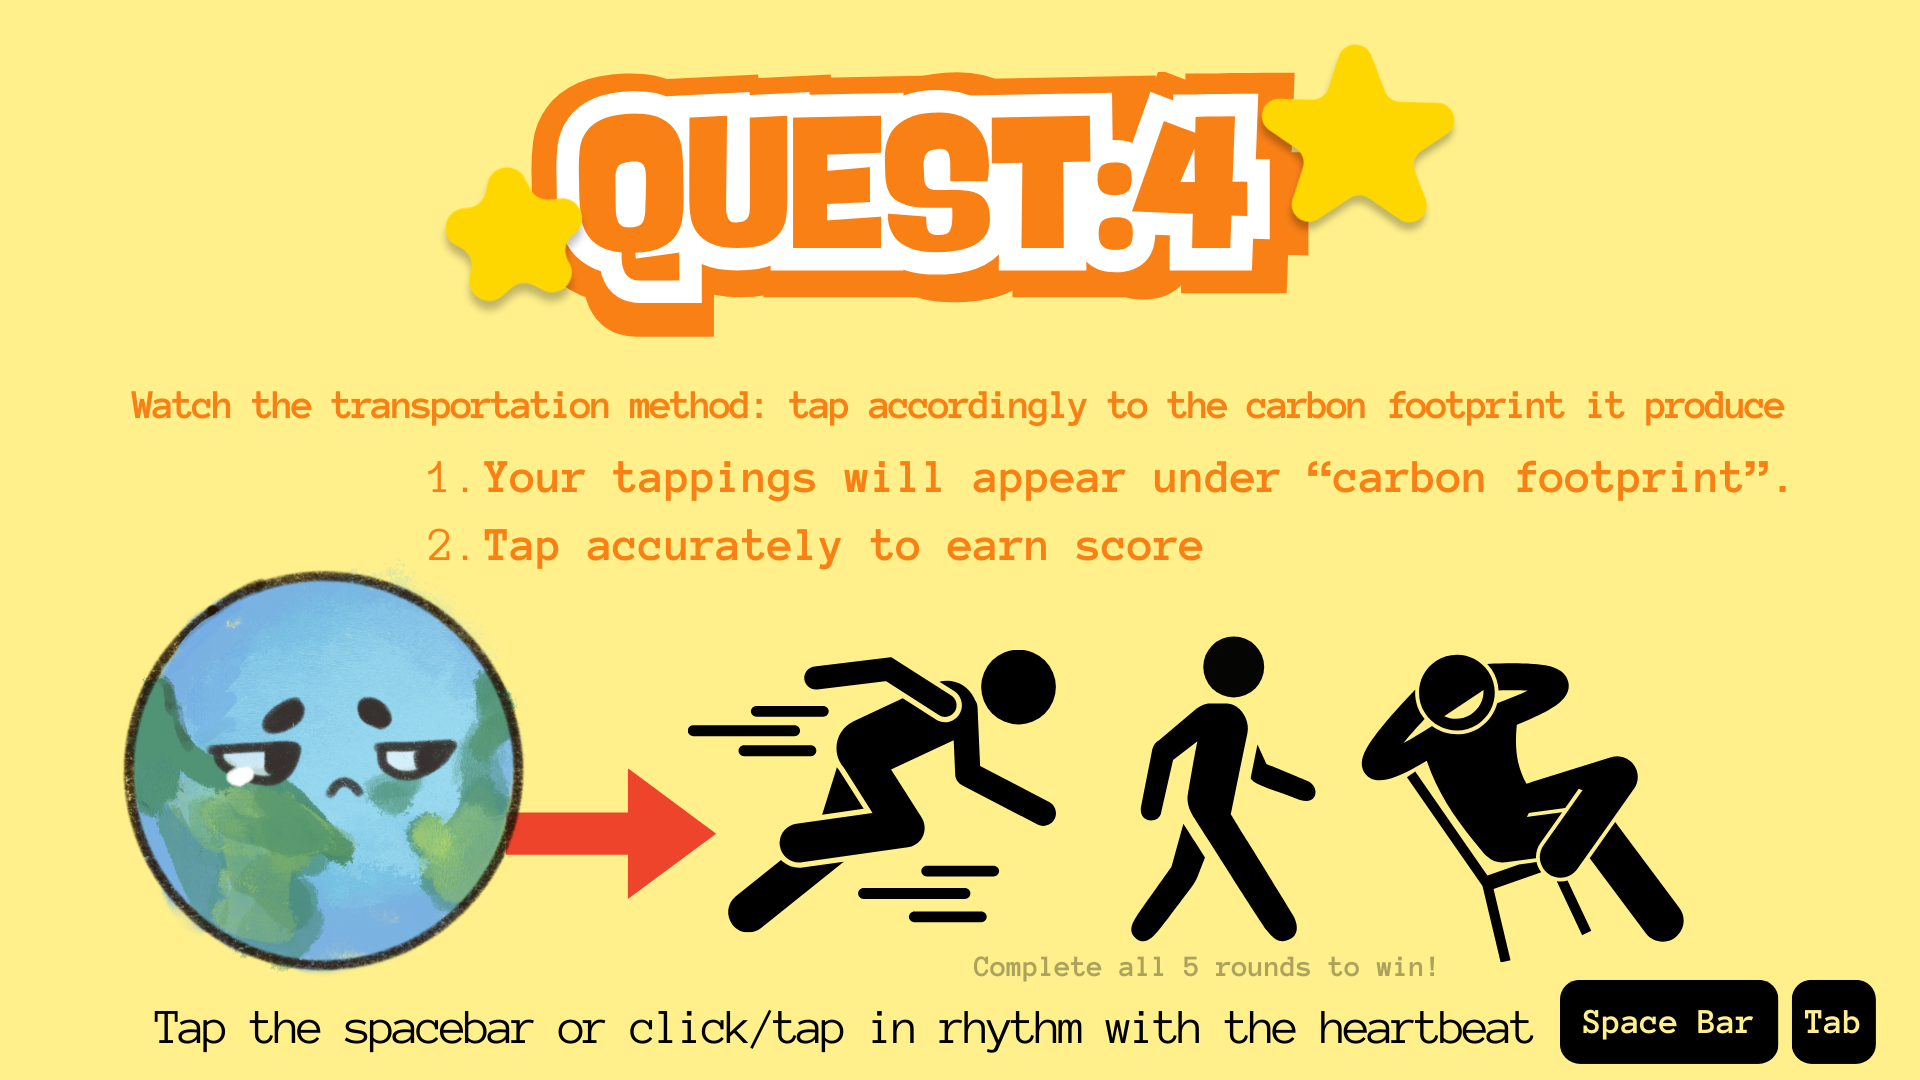 QUEST:4
Watch the transportation method: tap accordingly to the carbon footprint it produce
1. Your tappings will appear under “carbon footprint”.
2. Tap accurately to earn score
Complete all 5 rounds to win!
Tap the spacebar or click/tap in rhythm with the heartbeat
Space Bar
Tab